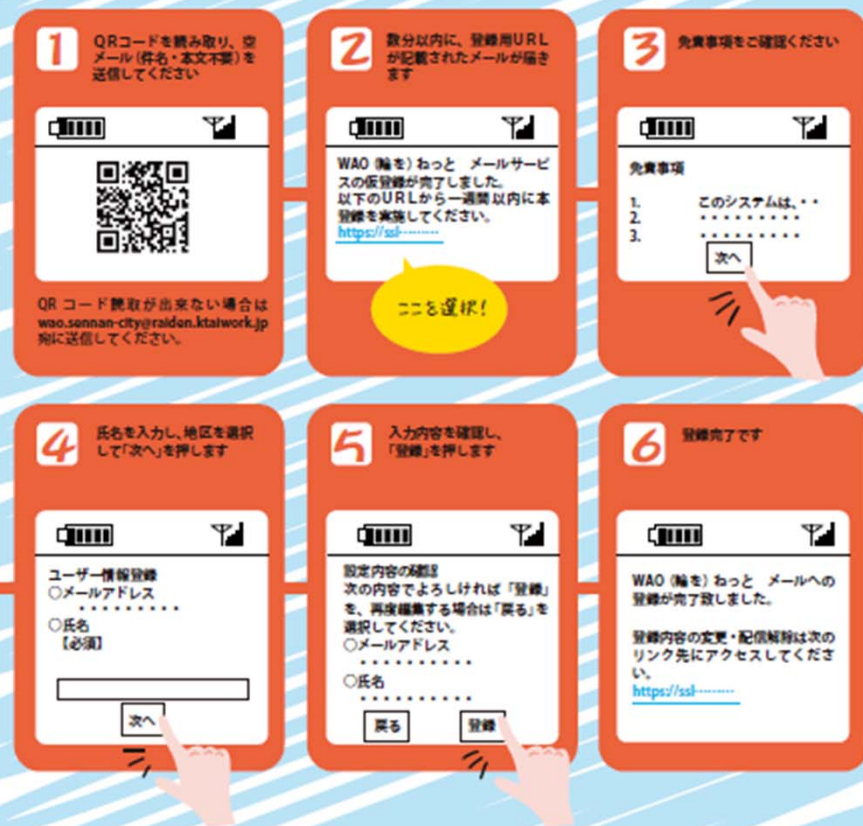 1
QRコードを読み取り、空
メール(件名・本文不要)を
送信してください
QR コード読取が出来ない場合は
wao.sennan-city@raiden.ktaiwork.jp
宛に送信してください。
2
数分以内に、登録用URL
が記載されたメールが届き
ます
WAO(輪を)ねっと メールサービ
スの仮登録が完了しました。
以下のURLから一週間以内に本
登録を実施してください。
https://ssl----------
ここを選択!
3
免責事項をご確認ください
免責事項
1. このシステムは、・・
2. ・・・・・・・・・
3. ・・・・・・・・・
次へ
4
氏名を入力し、地区を選択
して「次へ」を押します
ユーザー情報登録
○メールアドレス
・・・・・・・・・
○氏名
【必須】
次へ
5
入力内容を確認し、
「登録」を押します
設定内容の確認
次の内容でよろしければ「登録」
を、再度編集する場合は「戻る」を
選択してください。
○メールアドレス
・・・・・・・・・・
○氏名
・・・・・・・・・・
戻る 登録
6
登録完了です
WAO(輪を)ねっと メールへの
登録が完了致しました。
登録内容の変更・配信解除は次の
リンク先にアクセスしてくださ
い。
https://ssl----------